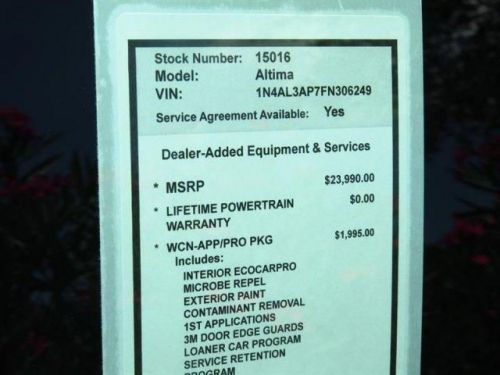 Stock Number: 15016
Model: Altima
VIN: 1N4AL3AP7FN306249
Service Agreement Available: Yes
Dealer-Added Equipment & Services
* MSRP $23,990.00
* LIFETIME POWERTRAIN $0.00
WARRANTY
* WCN-APP/PRO PKG $1,995.00
Includes:
INTERIOR ECOCARPRO
MICROBE REPEL
EXTERIOR PAINT
CONTAMINANT REMOVAL
1ST APPLICATIONS
3M DOOR EDGE GUARDS
LOANER CAR PROGRAM
SERVICE RETENTION
PROGRAM